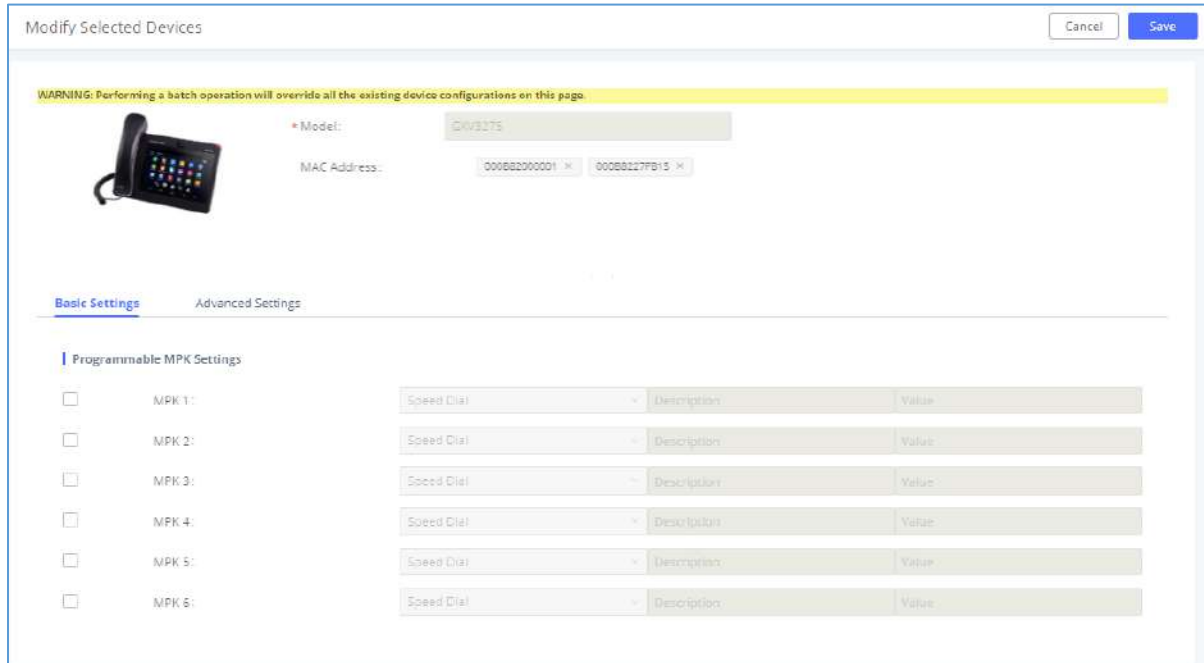 Modify Selected Devices
Cancel
Save
WARNING: Performing a batch operation will override all the existing device configurations on this page.
* Model:
GXV3275
MAC Address:
000B82000001 × 000B8227FB15 ×
Basic Settings
Advanced Settings
Programmable MPK Settings
MPK 1: Speed Dial Description Value
MPK 2: Speed Dial Description Value
MPK 3: Speed Dial Description Value
MPK 4: Speed Dial Description Value
MPK 5: Speed Dial Description Value
MPK 6: Speed Dial Description Value